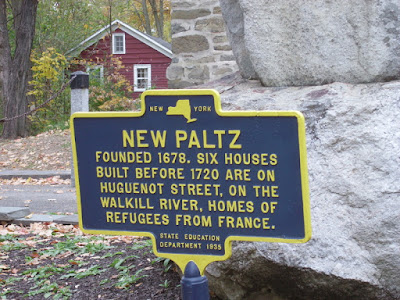 NEW YORK
NEW PALTZ
FOUNDED 1678. SIX HOUSES
BUILT BEFORE 1720 ARE ON
HUGUENOT STREET, ON THE
WALKILL RIVER, HOMES OF
REFUGEES FROM FRANCE.
STATE EDUCATION
DEPARTMENT 1935